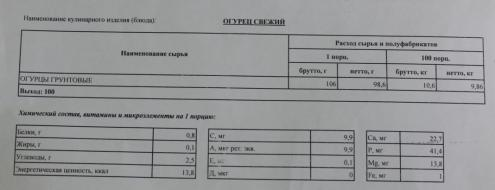 Наименование кулинарного изделия (блюда): ОГУРЕЦ СВЕЖИЙ
Наименование сырья
Расход сырья и полуфабрикатов
1 порц. 100 порц.
брутто, г нетто, г брутто, кг нетто, кг
ОГУРЦЫ ГРУНТОВЫЕ 106 98,6 10,6 9,86
Выход: 100
Химический состав, витамины и микроэлементы на 1 порцию:
Белки, г 0,8 С, мг 9,9 Ca, мг 22,7
Жиры, г 0,1 А, мкг рет. экв. 9,9 P, мг 41,4
Углеводы, г 2,5 Е, мг 0,1 Mg, мг 13,8
Энергетическая ценность, ккал 13,8 Д, мкг 0 Fe, мг 1